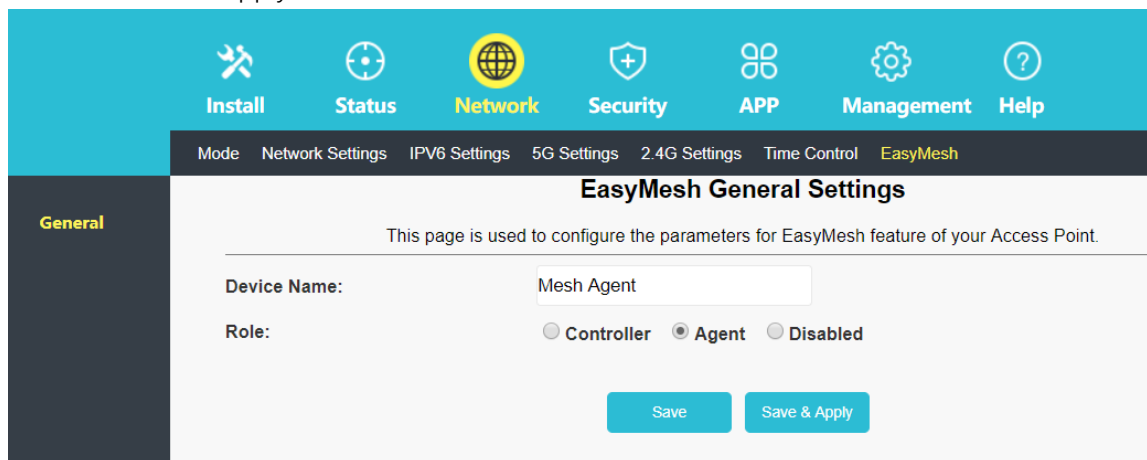 apply
Install Status Network Security APP Management Help
Mode Network Settings IPV6 Settings 5G Settings 2.4G Settings Time Control EasyMesh
EasyMesh General Settings
General
This page is used to configure the parameters for EasyMesh feature of your Access Point.
Device Name: Mesh Agent
Role: Controller Agent Disabled
Save Save & Apply